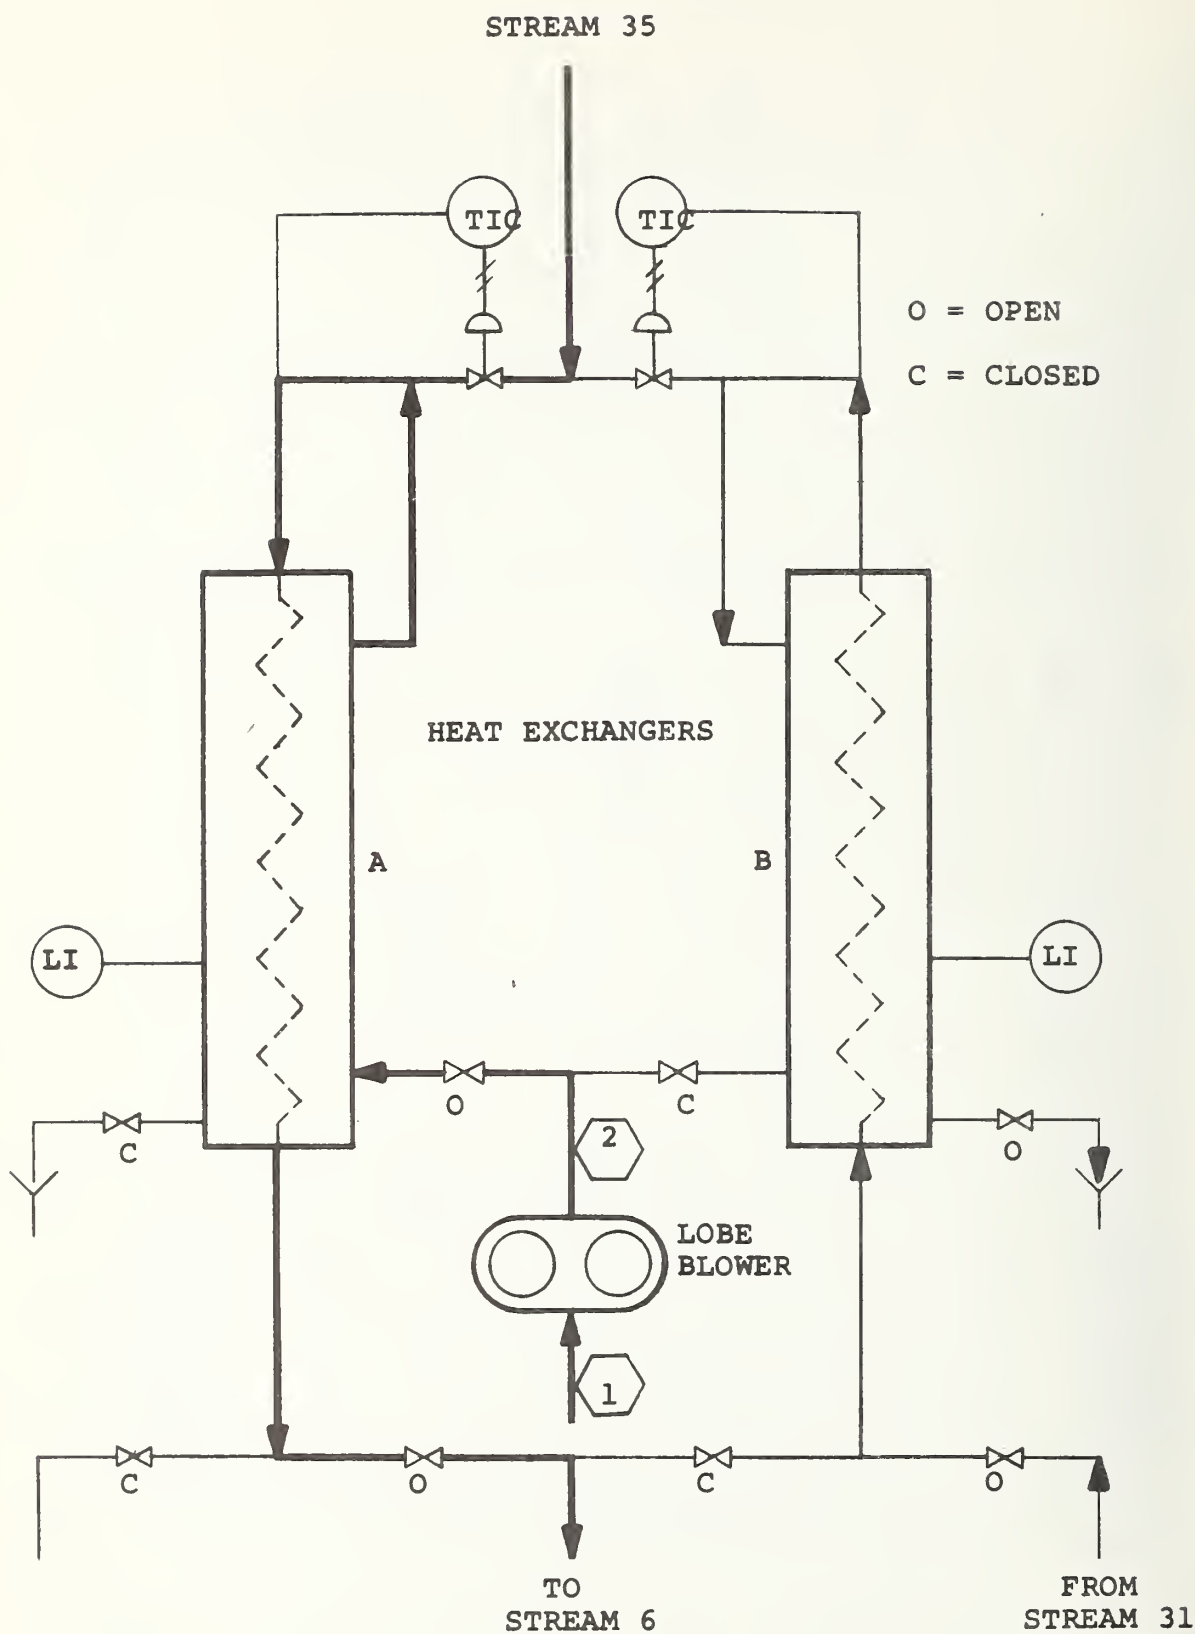 STREAM 35
TIC
TIC
O = OPEN
C = CLOSED
HEAT EXCHANGERS
A
B
LI
LI
O
C
C
2
O
LOBE
BLOWER
1
C
O
C
O
TO
STREAM 6
FROM
STREAM 31